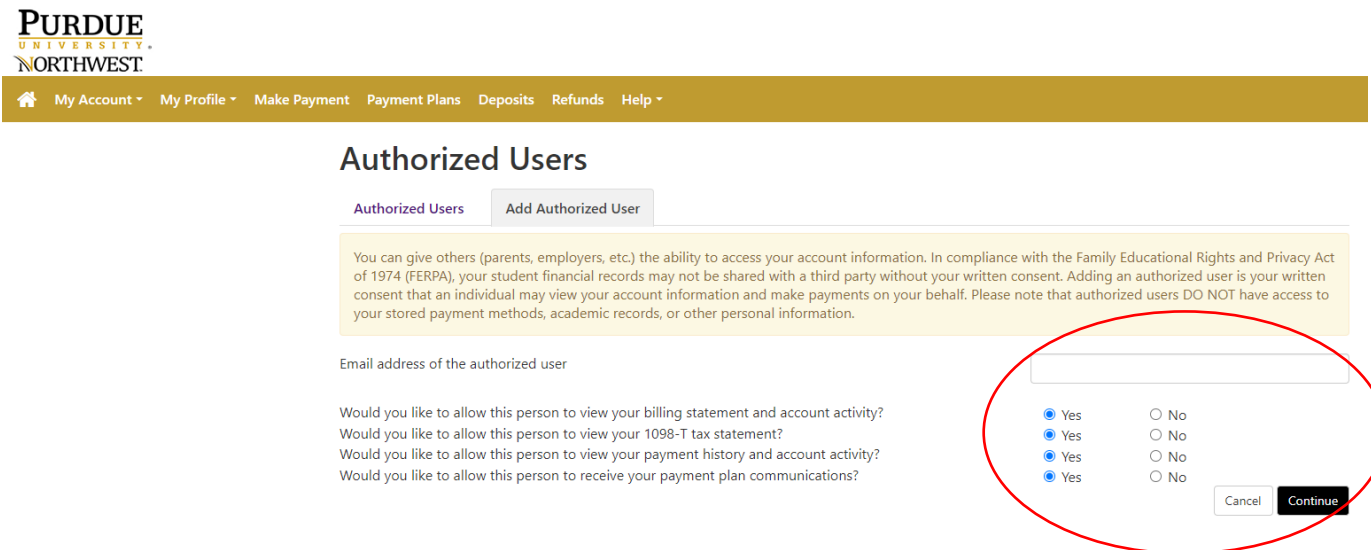 PURDUE
UNIVERSITY®
NORTHWEST
My Account My Profile Make Payment Payment Plans Deposits Refunds Help
Authorized Users
Authorized Users Add Authorized User
You can give others (parents, employers, etc.) the ability to access your account information. In compliance with the Family Educational Rights and Privacy Act
of 1974 (FERPA), your student financial records may not be shared with a third party without your written consent. Adding an authorized user is your written
consent that an individual may view your account information and make payments on your behalf. Please note that authorized users DO NOT have access to
your stored payment methods, academic records, or other personal information.
Email address of the authorized user
Would you like to allow this person to view your billing statement and account activity? Yes No
Would you like to allow this person to view your 1098-T tax statement? Yes No
Would you like to allow this person to view your payment history and account activity? Yes No
Would you like to allow this person to receive your payment plan communications? Yes No
Cancel Continue